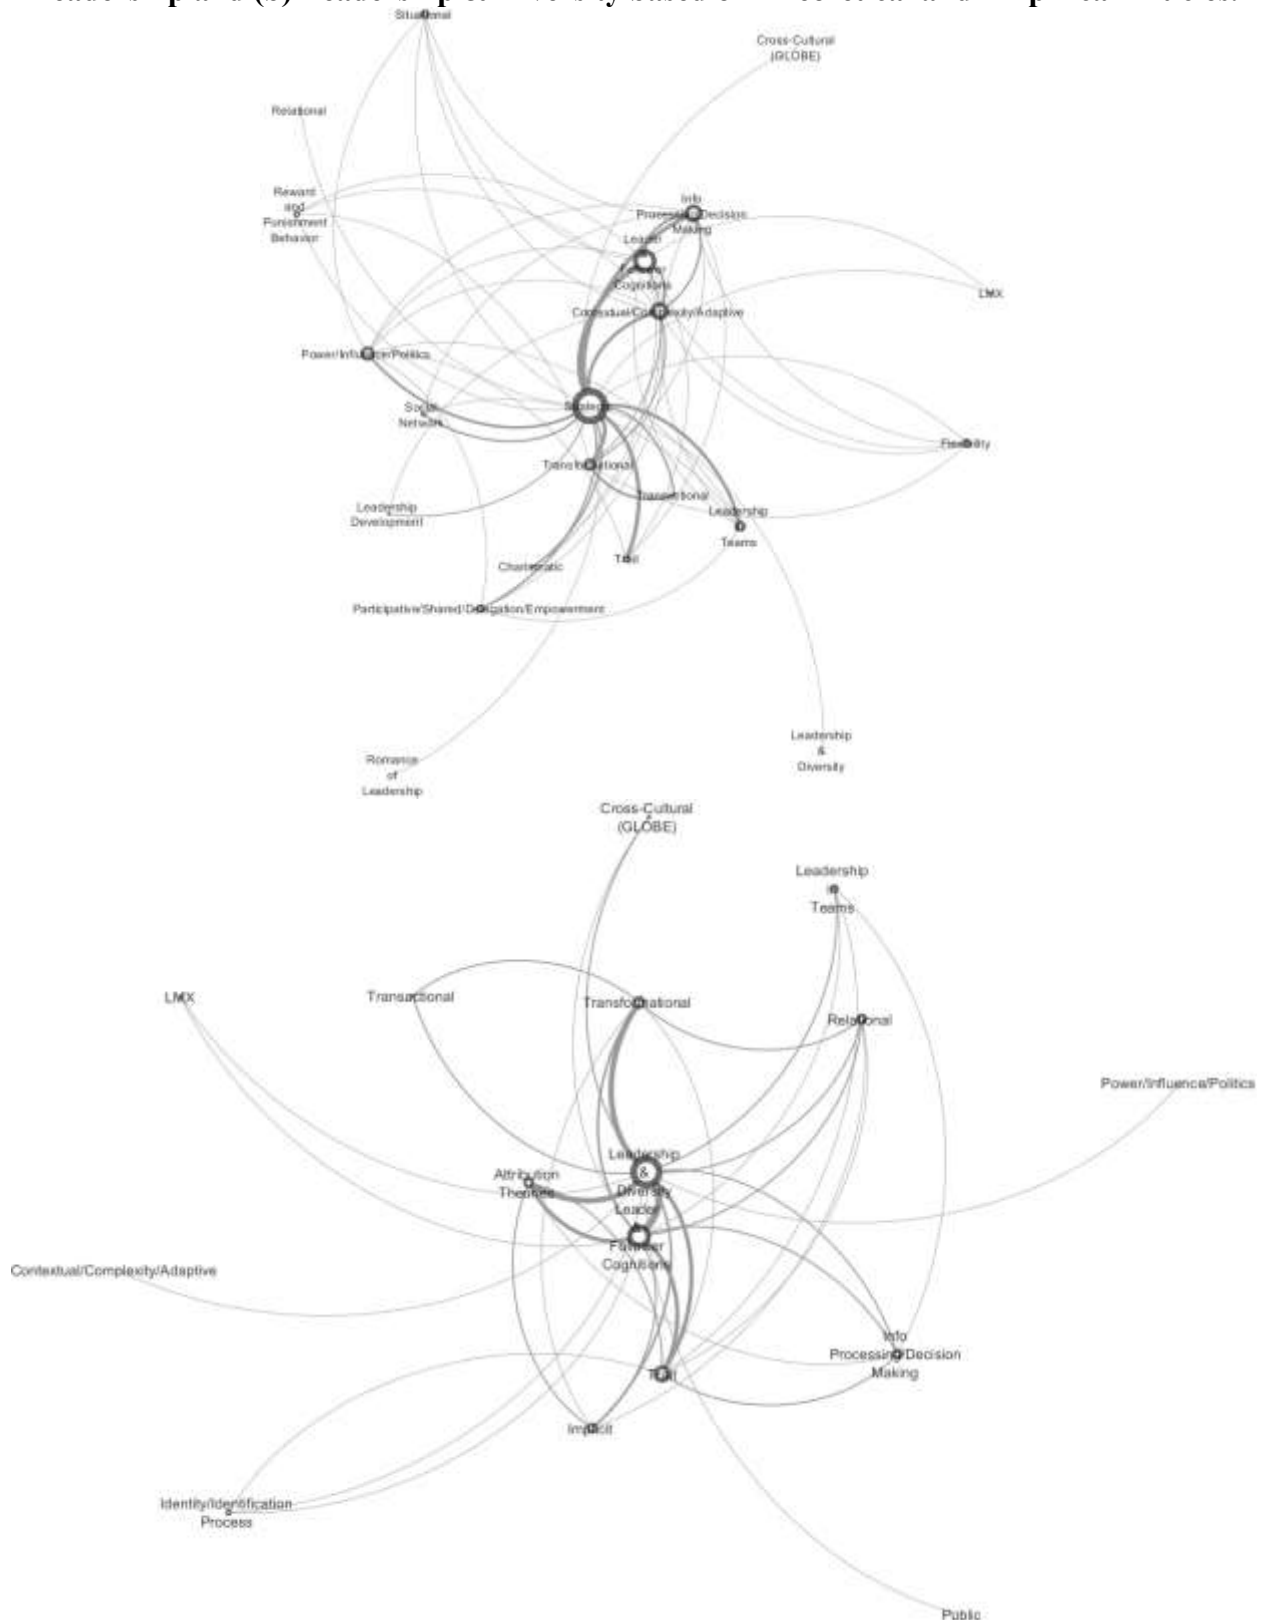 Situational
Cross-Cultural
(GLOBE)
Relational
Reward
and
Punishment
Behavior
Info
Processing/Decision
Making
Leader
Cognitions
LMX
Contextual/Complexity/Adaptive
Power/Influence/Politics
Social
Network
Flexibility
Transformational
Transactional
Leadership
Teams
Leadership
Development
Trait
Charismatic
Participative/Shared/Delegation/Empowerment
Leadership
&
Diversity
Romance
of
Leadership
Cross-Cultural
(GLOBE)
Leadership
Teams
LMX
Transactional
Transformational
Relational
Power/Influence/Politics
Leadership
&
Diversity
Attribution
Theories
Leader
Follower
Cognitions
Contextual/Complexity/Adaptive
Info
Processing/Decision
Making
Trait
Implicit
Identity/Identification
Process
Public